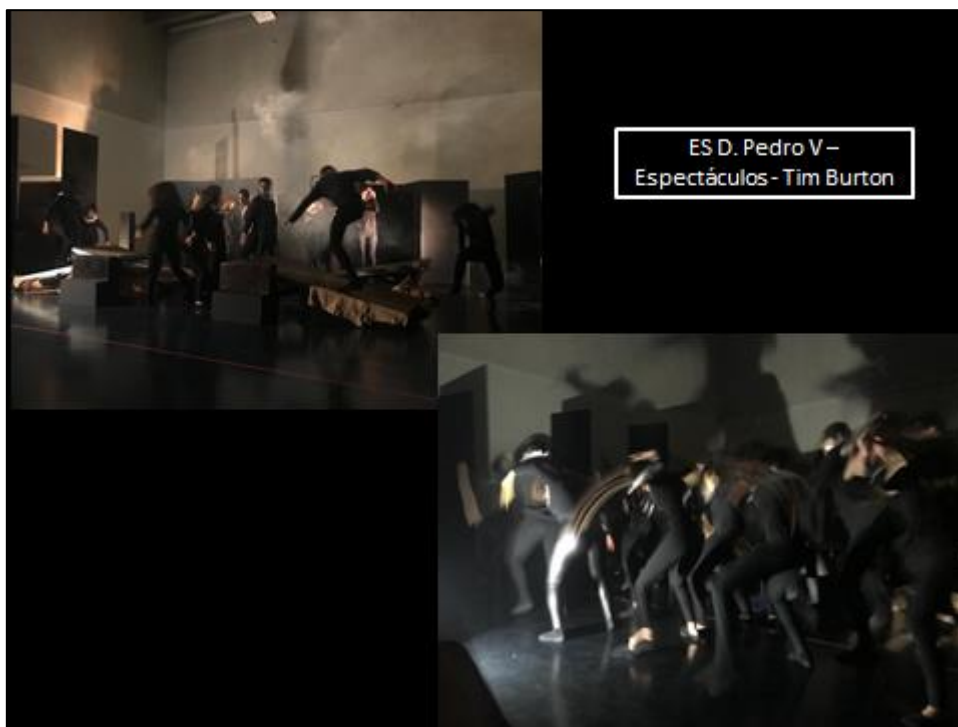 ES D. Pedro V –
Espectáculos - Tim Burton